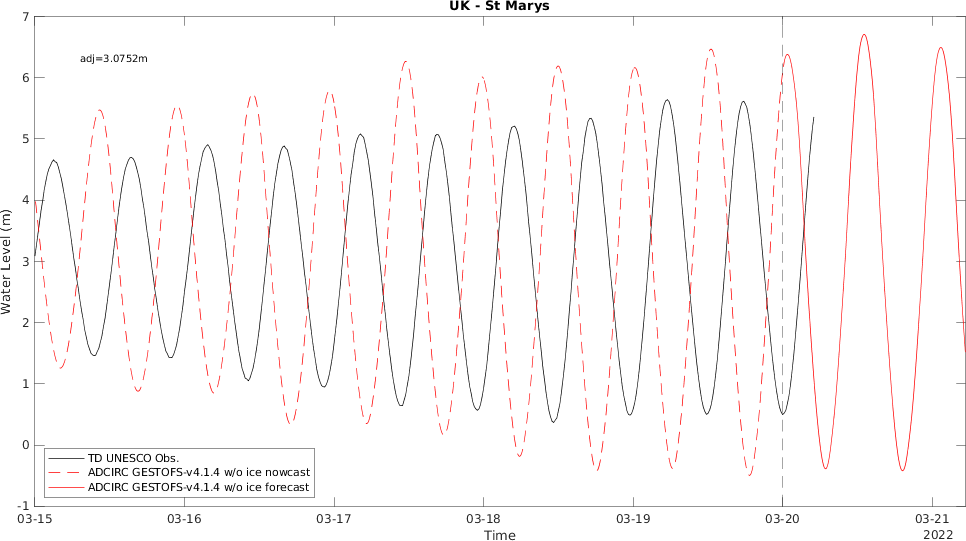 UK - St Marys
7
adj=3.0752m
6
5
4
3
2
1
0
-1
Water Level (m)
TD UNESCO Obs.
ADCIRC GESTOFS-v4.1.4 w/o ice nowcast
ADCIRC GESTOFS-v4.1.4 w/o ice forecast
03-15 03-16 03-17 03-18 03-19 03-20 03-21
Time
2022